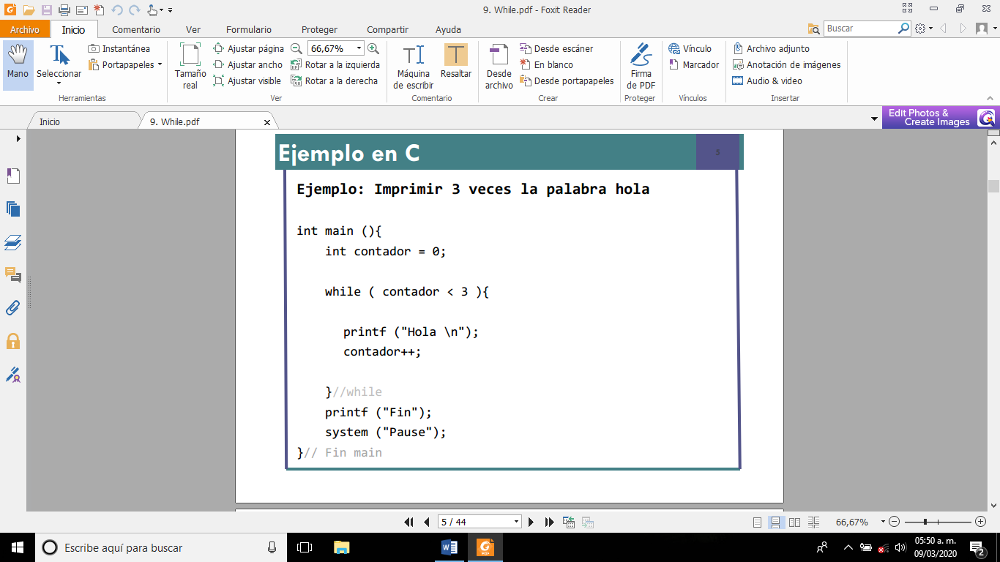 9. While.pdf - Foxit Reader
Archivo Inicio Comentario Ver Formulario Proteger Compartir Ayuda Buscar
Mano
Seleccionar
Instantánea
Portapapeles
Herramientas
Tamaño real
Ajustar página
Ajustar ancho
Ajustar visible
66,67%
Rotar a la izquierda
Rotar a la derecha
Ver
Máquina de escribir
Resaltar
Comentario
Desde archivo
Desde escáner
En blanco
Desde portapapeles
Crear
Firma de PDF
Proteger
Vínculo
Marcador
Vínculos
Archivo adjunto
Anotación de imágenes
Audio & video
Insertar
Inicio 9. While.pdf
Edit Photos &
Create Images
Ejemplo en C
5
Ejemplo: Imprimir 3 veces la palabra hola
int main (){
int contador = 0;
while ( contador < 3 ){
printf ("Hola \n");
contador++;
}//while
printf ("Fin");
system ("Pause");
}// Fin main
5 / 44
66,67%
Escribe aquí para buscar
05:50 a. m.
09/03/2020
2